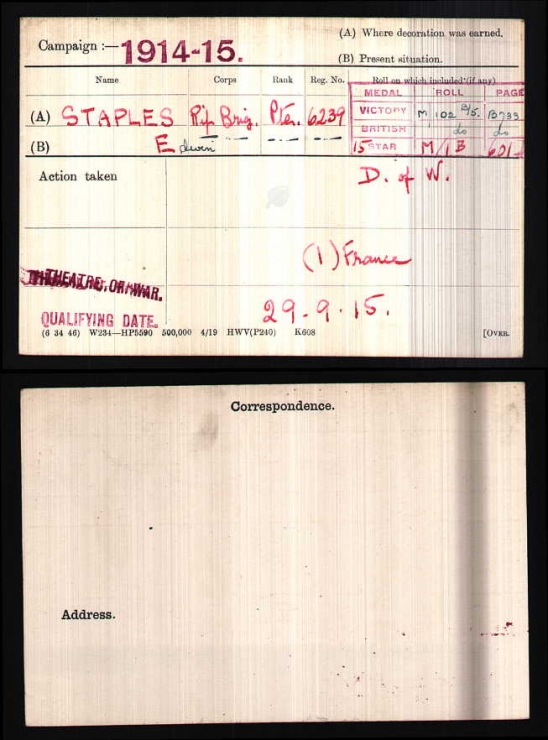 Campaign :— 1914-15.
(A) Where decoration was earned.
(B) Present situation.
Name Corps Rank Reg. No. Roll on which included (if any)
MEDAL ROLL PAGE
(A) STAPLES Rif Brig. Pte. 6239
VICTORY M 102 B15. B733
BRITISH do do
(B) E dwin — — —
15 STAR M/1 B 601
Action taken
D. of W.
(1) France
THEATRE OF WAR.
29-9-15.
QUALIFYING DATE.
(6 34 46) W234—HP5590 500,000 4/19 HWV(P240) K608 [OVER.
Correspondence.
Address.